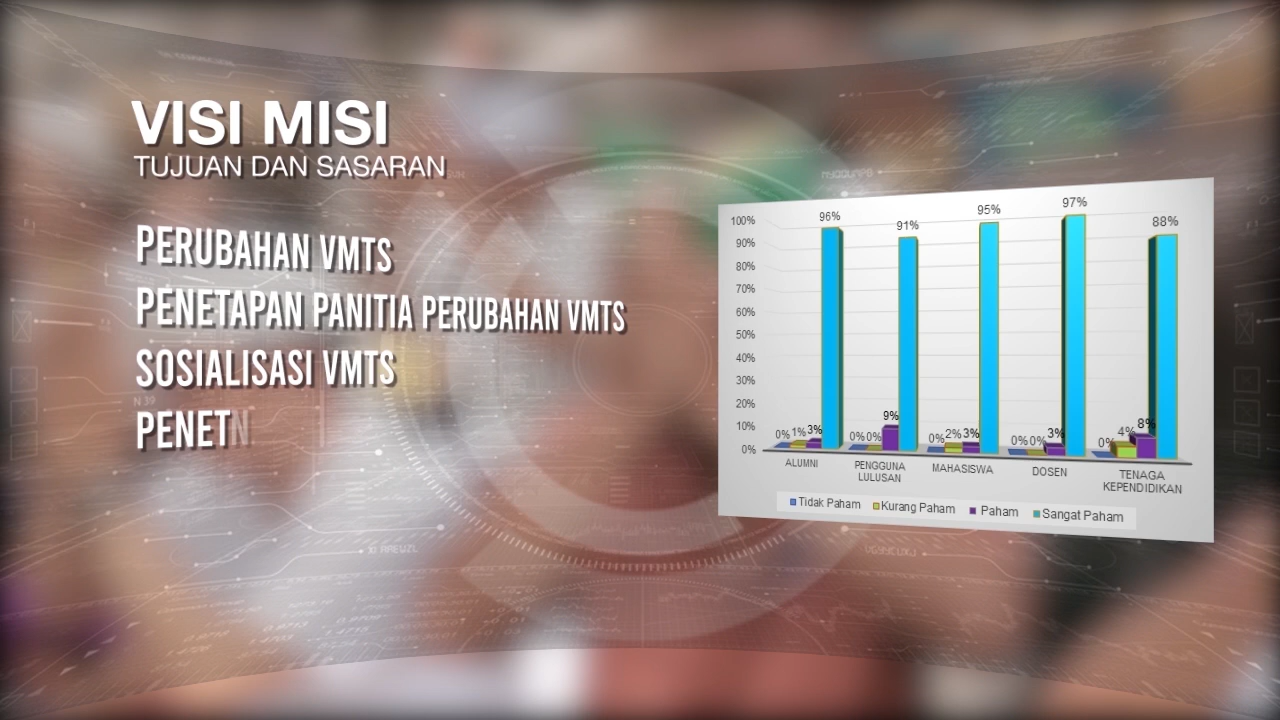 VISI MISI
TUJUAN DAN SASARAN
PERUBAHAN VMTS
PENETAPAN PANITIA PERUBAHAN VMTS
SOSIALISASI VMTS
PENET
100%
90%
80%
70%
60%
50%
40%
30%
20%
10%
0%
96% 91% 95% 97% 88%
0% 1% 3% 0% 0% 9% 0% 2% 3% 0% 0% 3% 0% 4% 8%
ALUMNI
PENGGUNA
LULUSAN
MAHASISWA
DOSEN
TENAGA
KEPENDIDIKAN
Tidak Paham Kurang Paham Paham Sangat Paham